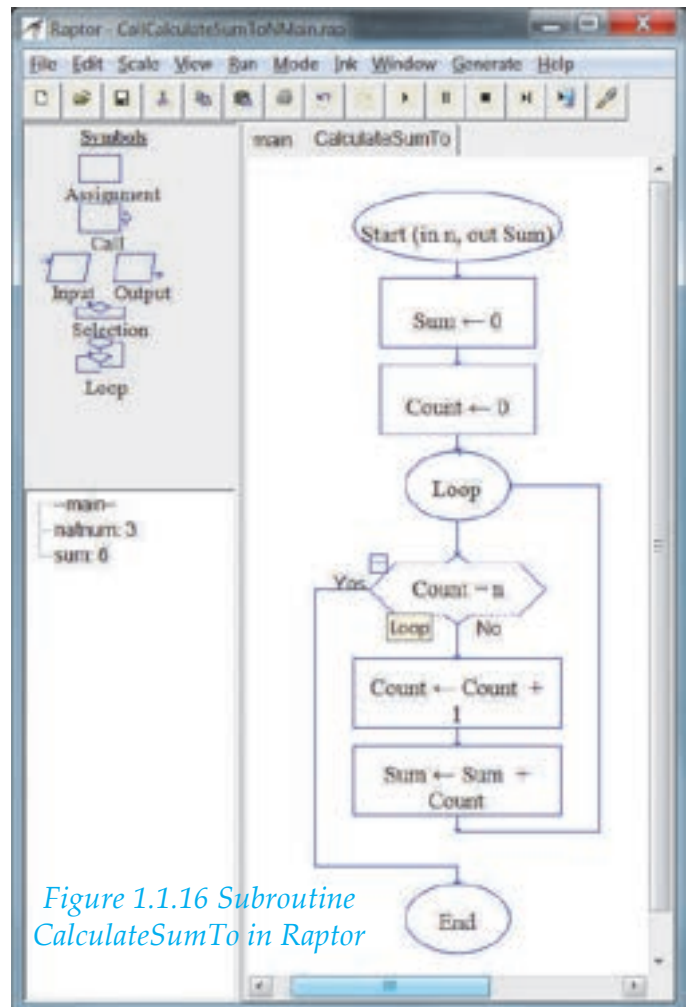 Raptor - CallCalculateSumToNMain.rap
File Edit Scale View Run Mode Ink Window Generate Help
Symbols
Assignment
Call
Input Output
Selection
Loop
main CalculateSumTo
Start (in n, out Sum)
Sum ← 0
Count ← 0
Loop
Yes
Count = n
Loop
No
Count ← Count +
1
Sum ← Sum +
Count
End
--main--
natnum: 3
sum: 6
Figure 1.1.16 Subroutine
CalculateSumTo in Raptor